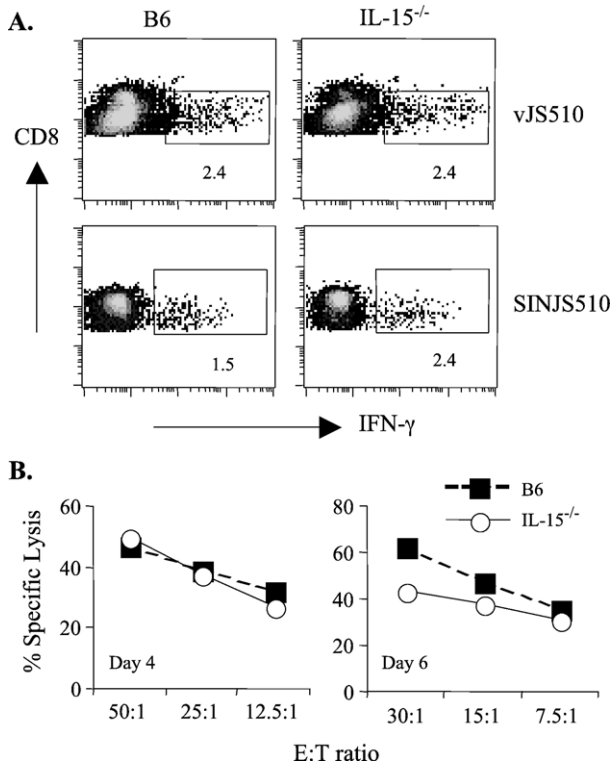 A.
B6
IL-15-/-
CD8
vJS510
2.4
2.4
SINJS510
1.5
2.4
IFN-γ
B.
B6
IL-15-/-
% Specific Lysis
60
40
20
0
Day 4
50:1
25:1
12.5:1
80
60
40
20
0
Day 6
30:1
15:1
7.5:1
E:T ratio